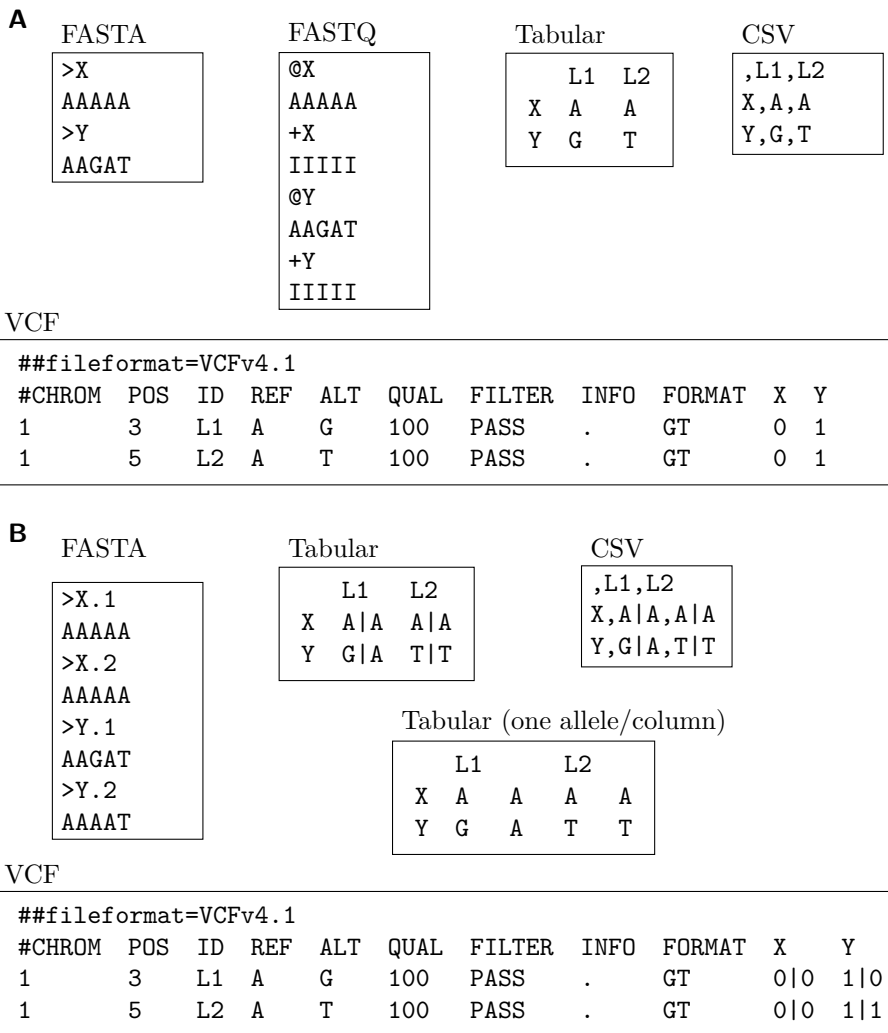 A
FASTA
>X
AAAAA
>Y
AAGAT
FASTQ
@X
AAAAA
+X
IIIII
@Y
AAGAT
+Y
IIIII
Tabular
L1 L2
X A A
Y G T
CSV
,L1,L2
X,A,A
Y,G,T
VCF
##fileformat=VCFv4.1
#CHROM POS ID REF ALT QUAL FILTER INFO FORMAT X Y
1 3 L1 A G 100 PASS . GT 0 1
1 5 L2 A T 100 PASS . GT 0 1
B
FASTA
>X.1
AAAAA
>X.2
AAAAA
>Y.1
AAGAT
>Y.2
AAAAT
Tabular
L1 L2
X A|A A|A
Y G|A T|T
CSV
,L1,L2
X,A|A,A|A
Y,G|A,T|T
Tabular (one allele/column)
L1 L2
X A A A A
Y G A T T
VCF
##fileformat=VCFv4.1
#CHROM POS ID REF ALT QUAL FILTER INFO FORMAT X Y
1 3 L1 A G 100 PASS . GT 0|0 1|0
1 5 L2 A T 100 PASS . GT 0|0 1|1